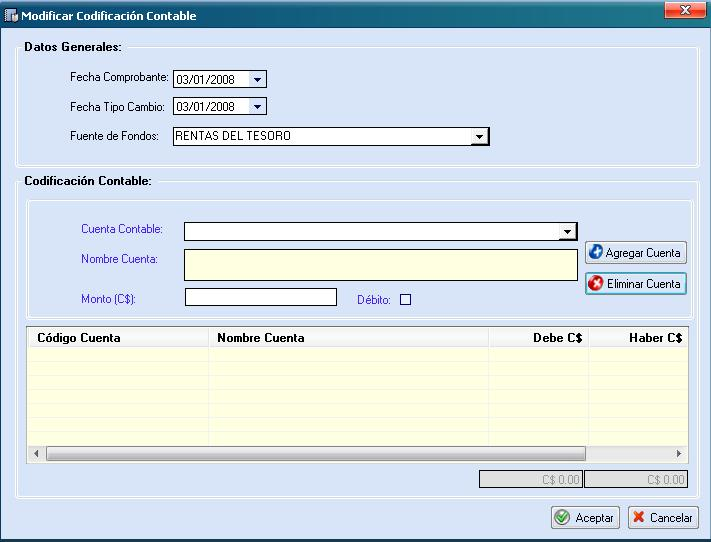 Modificar Codificación Contable
Datos Generales:
Fecha Comprobante: 03/01/2008
Fecha Tipo Cambio: 03/01/2008
Fuente de Fondos: RENTAS DEL TESORO
Codificación Contable:
Cuenta Contable:
Agregar Cuenta
Nombre Cuenta:
Eliminar Cuenta
Monto (C$): Débito:
Código Cuenta Nombre Cuenta Debe C$ Haber C$
C$ 0.00 C$ 0.00
Aceptar Cancelar